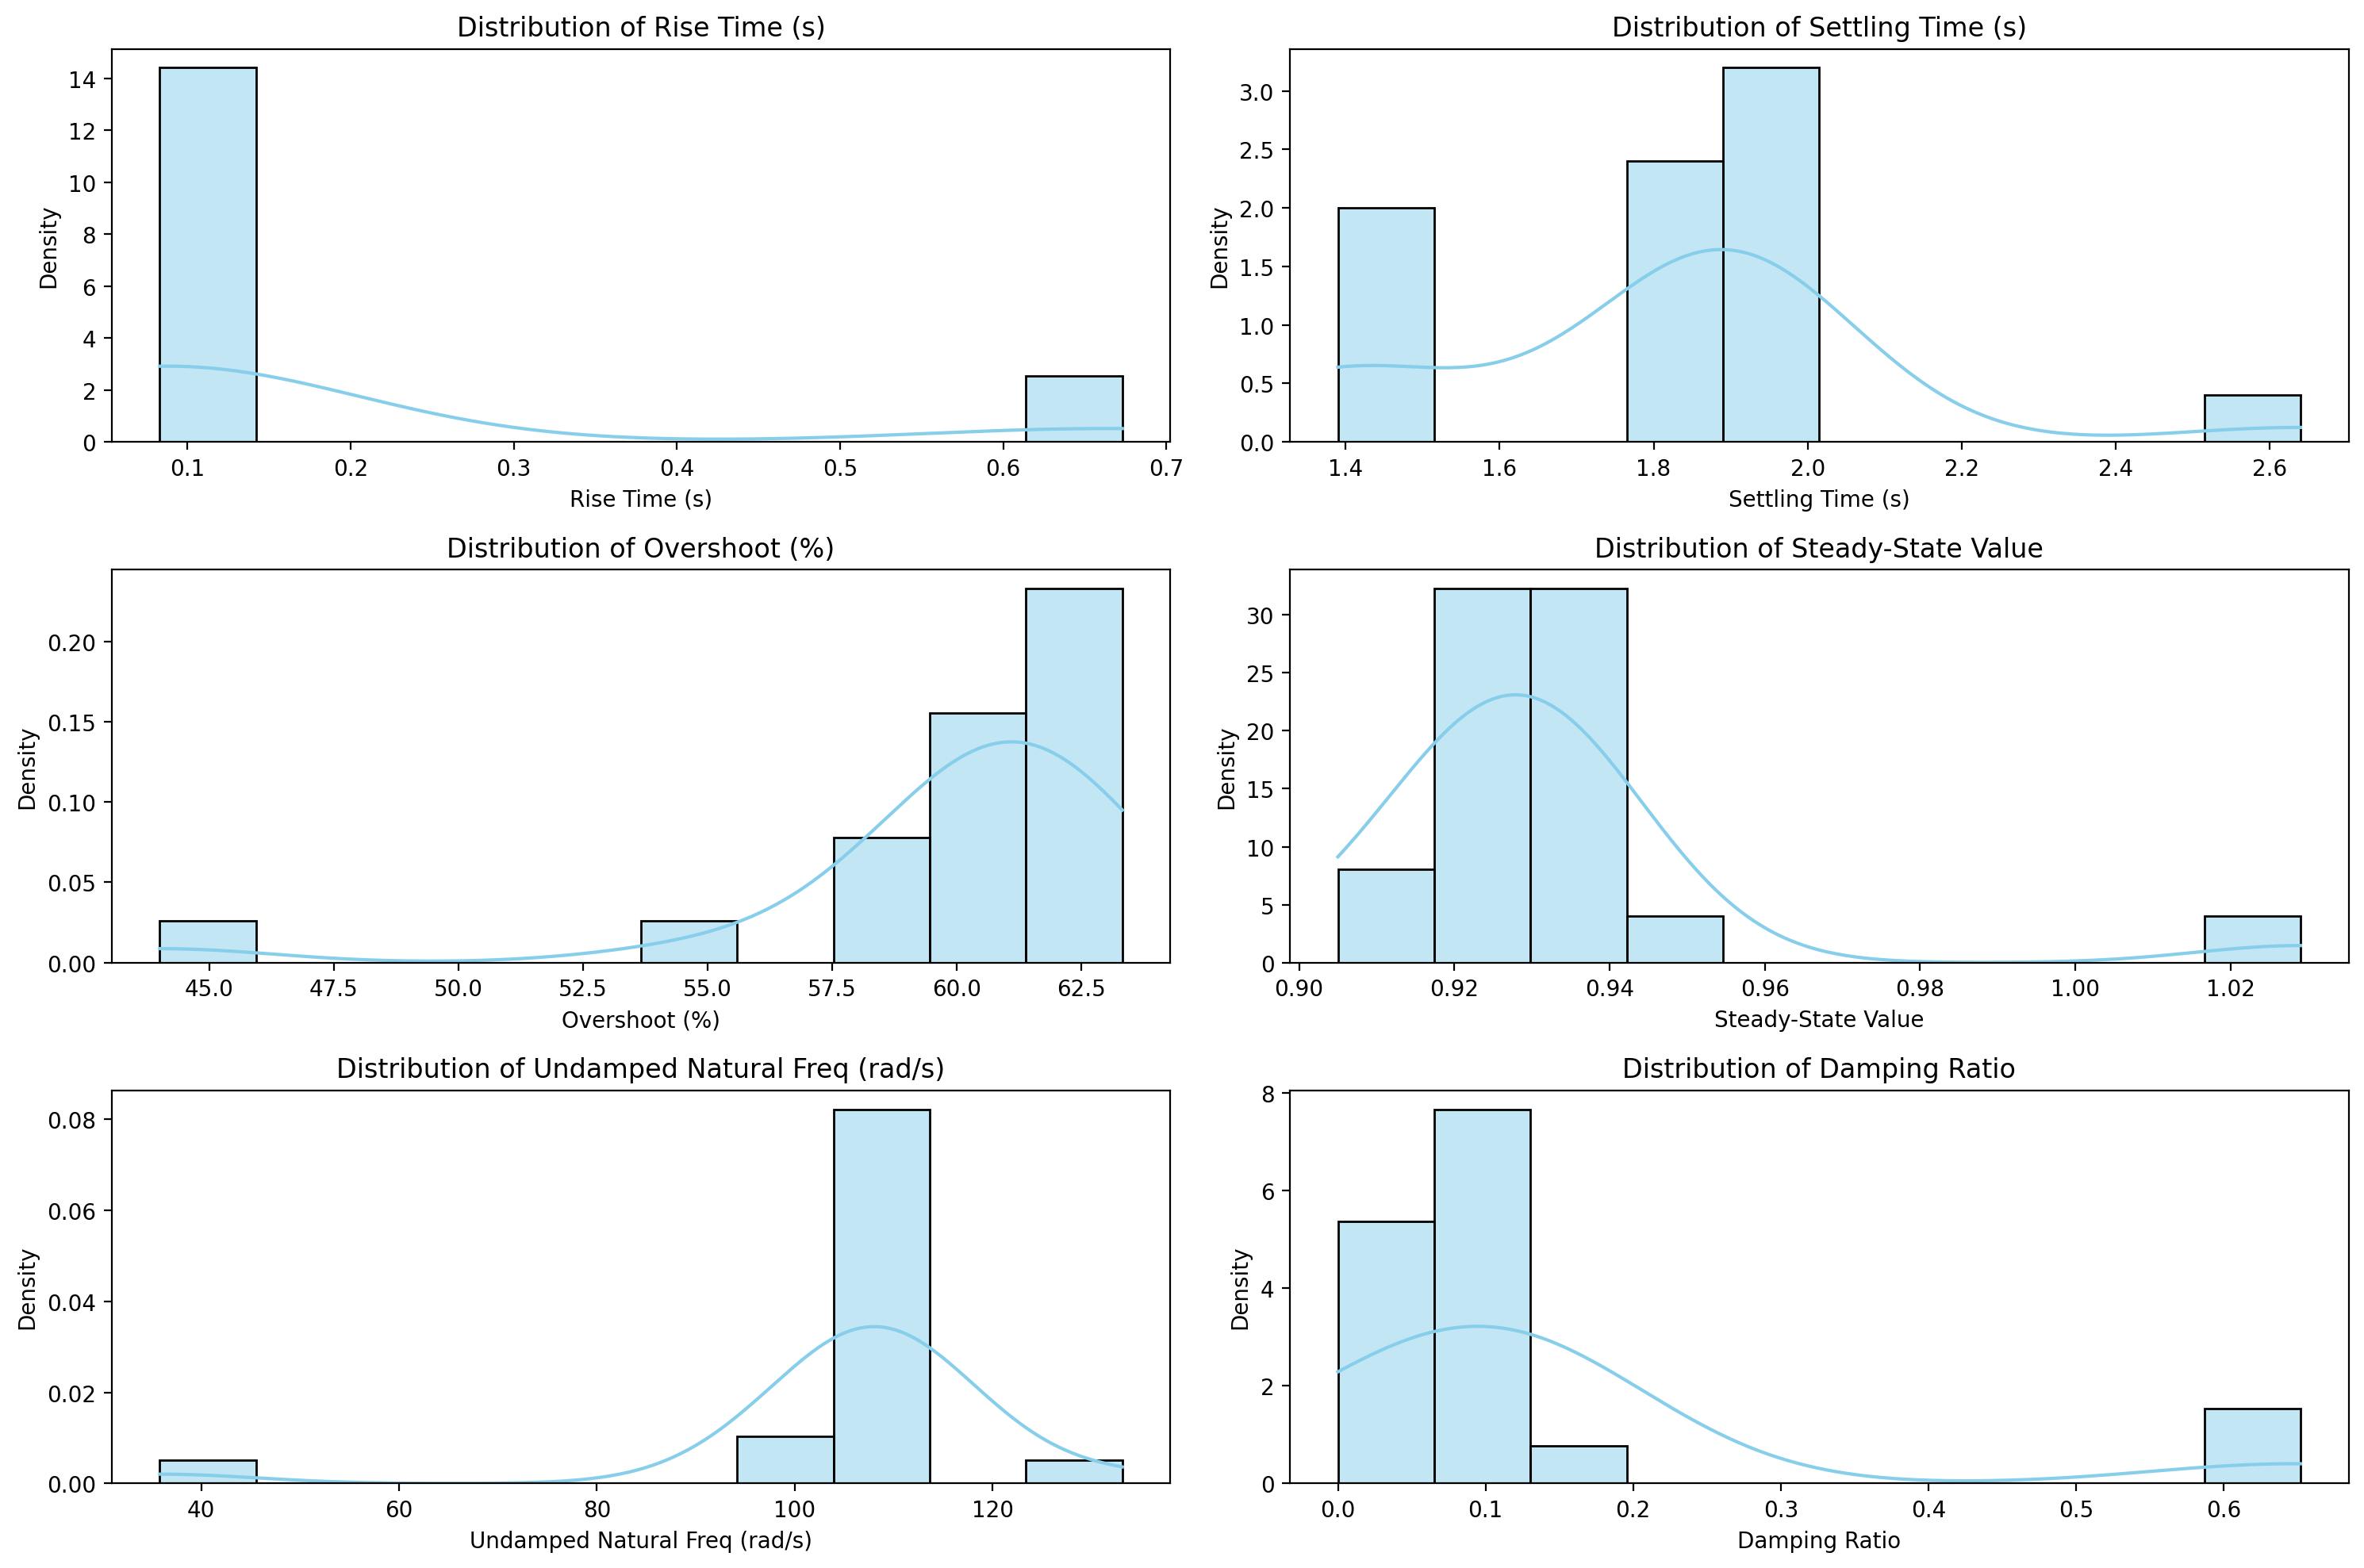 Distribution of Rise Time (s)
Density
14
12
10
8
6
4
2
0
0.1 0.2 0.3 0.4 0.5 0.6 0.7
Rise Time (s)
Distribution of Settling Time (s)
Density
3.0
2.5
2.0
1.5
1.0
0.5
0.0
1.4 1.6 1.8 2.0 2.2 2.4 2.6
Settling Time (s)
Distribution of Overshoot (%)
Density
0.20
0.15
0.10
0.05
0.00
45.0 47.5 50.0 52.5 55.0 57.5 60.0 62.5
Overshoot (%)
Distribution of Steady-State Value
Density
30
25
20
15
10
5
0
0.90 0.92 0.94 0.96 0.98 1.00 1.02
Steady-State Value
Distribution of Undamped Natural Freq (rad/s)
Density
0.08
0.06
0.04
0.02
0.00
40 60 80 100 120
Undamped Natural Freq (rad/s)
Distribution of Damping Ratio
Density
8
6
4
2
0
0.0 0.1 0.2 0.3 0.4 0.5 0.6
Damping Ratio